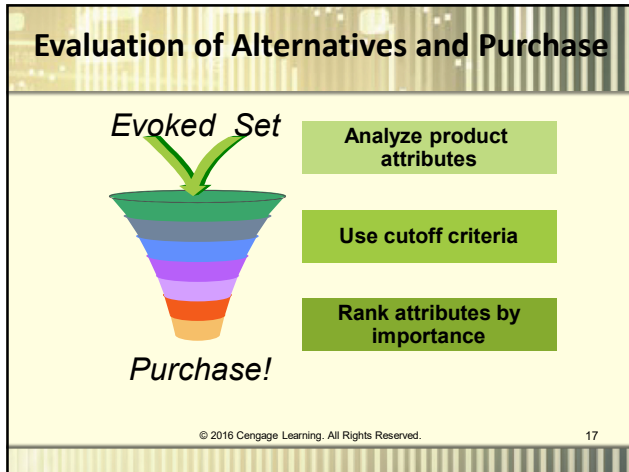 Evaluation of Alternatives and Purchase
Evoked Set
Analyze product
attributes
Use cutoff criteria
Rank attributes by
importance
Purchase!
© 2016 Cengage Learning. All Rights Reserved.
17